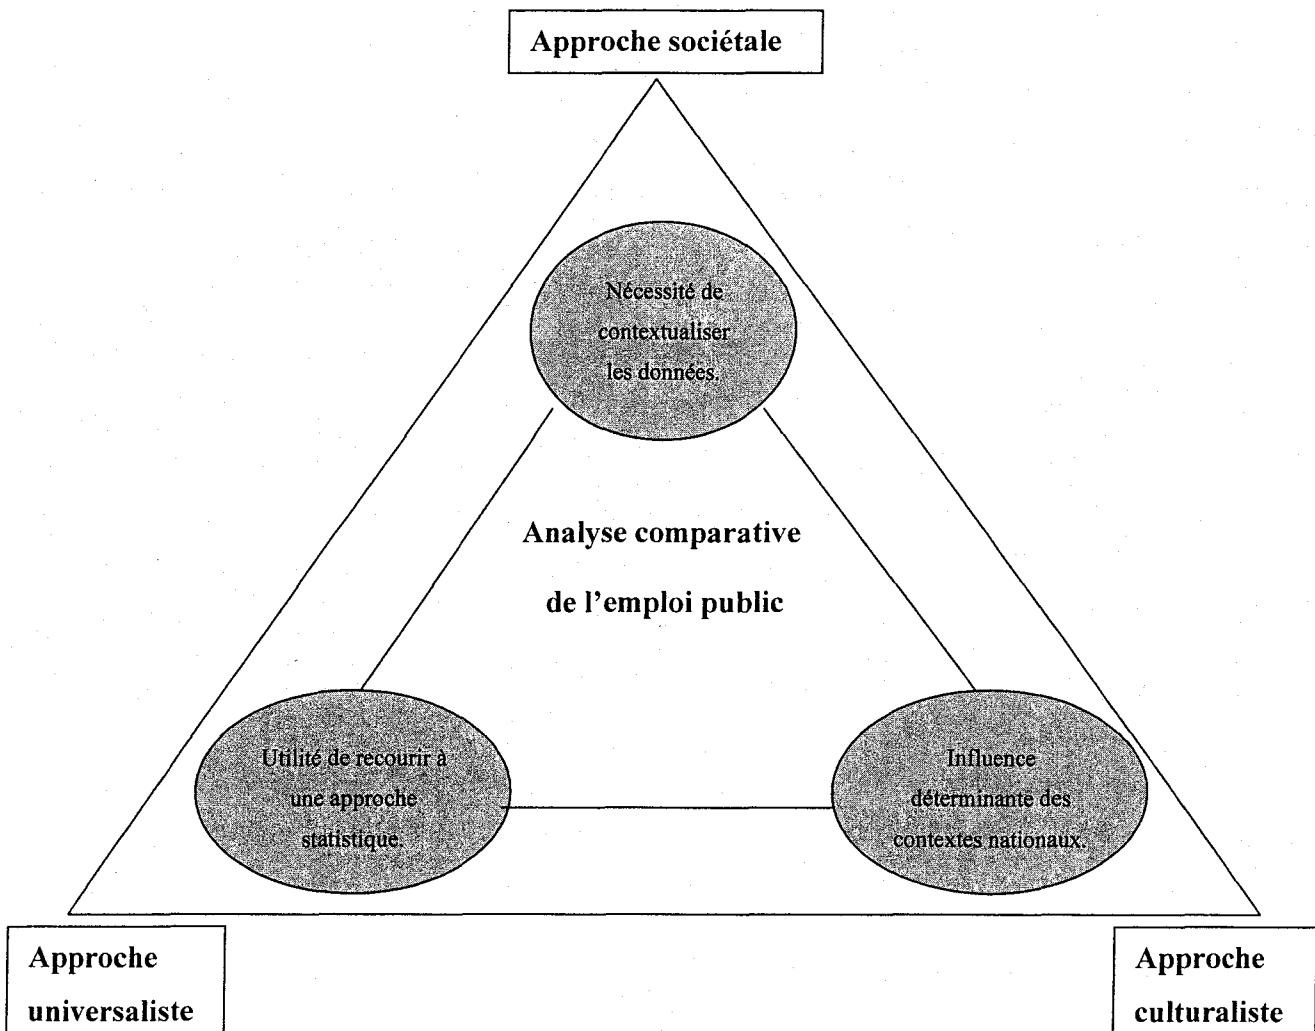 Approche sociétale
Nécessité de
contextualiser
les données.
Analyse comparative
de l’emploi public
Utilité de recourir à
une approche
statistique.
Influence
déterminante des
contextes nationaux.
Approche
universaliste
Approche
culturaliste